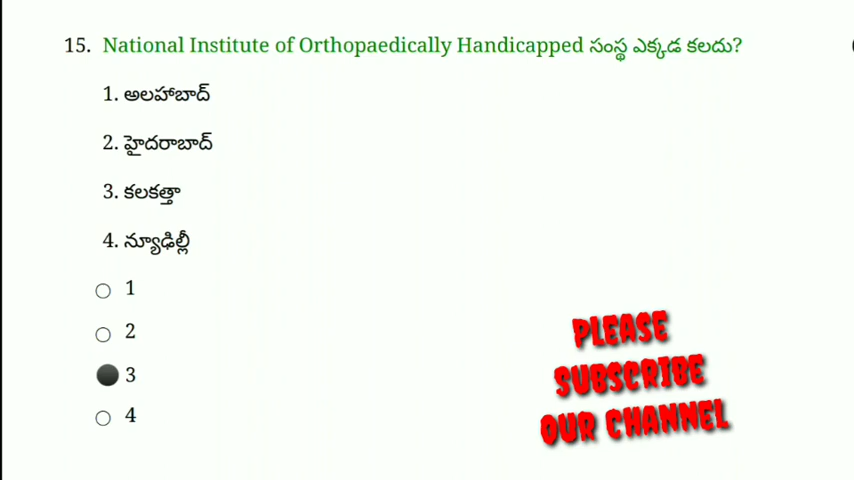 15. National Institute of Orthopaedically Handicapped సంస్థ ఎక్కడ కలదు?
1. అలహాబాద్
2. హైదరాబాద్
3. కలకత్తా
4. న్యూఢిల్లీ
1
2
3
4
PLEASE
SUBSCRIBE
OUR CHANNEL